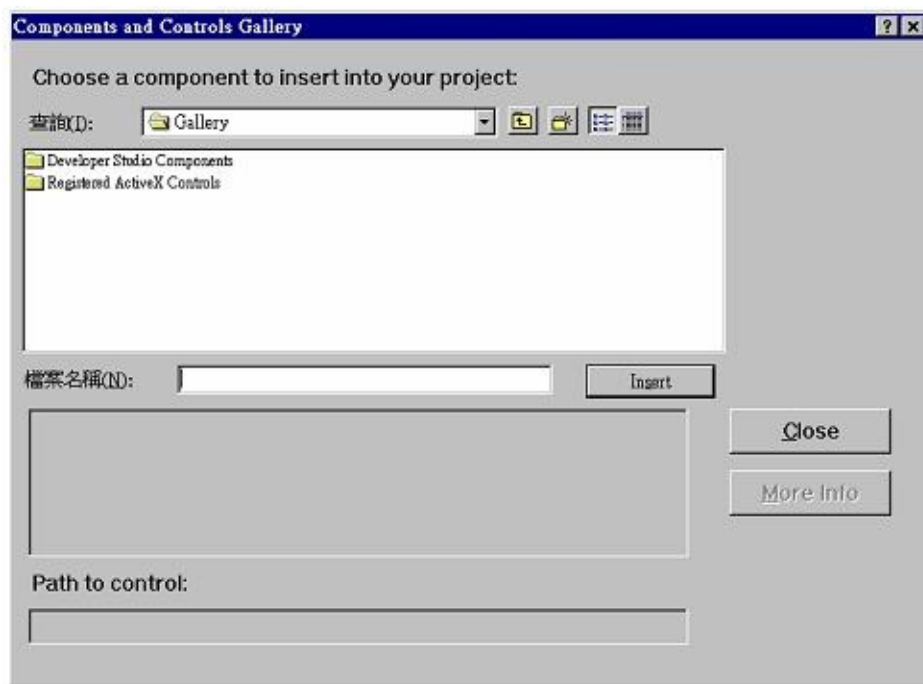 Components and Controls Gallery
Choose a component to insert into your project:
查詢(I): Gallery
Developer Studio Components
Registered ActiveX Controls
檔案名稱(N): Insert
Close
More Info
Path to control: